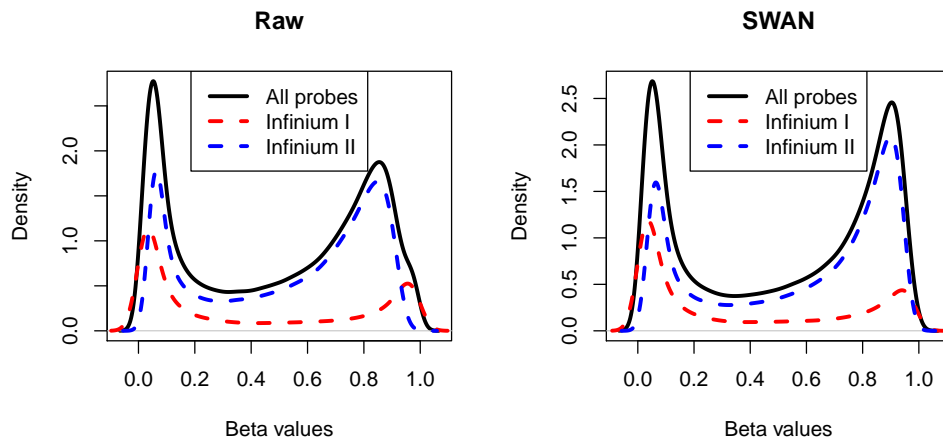 Raw
All probes
Infinium I
Infinium II
Density
0.0
1.0
2.0
0.0 0.2 0.4 0.6 0.8 1.0
Beta values
SWAN
All probes
Infinium I
Infinium II
Density
0.0
0.5
1.0
1.5
2.0
2.5
0.0 0.2 0.4 0.6 0.8 1.0
Beta values